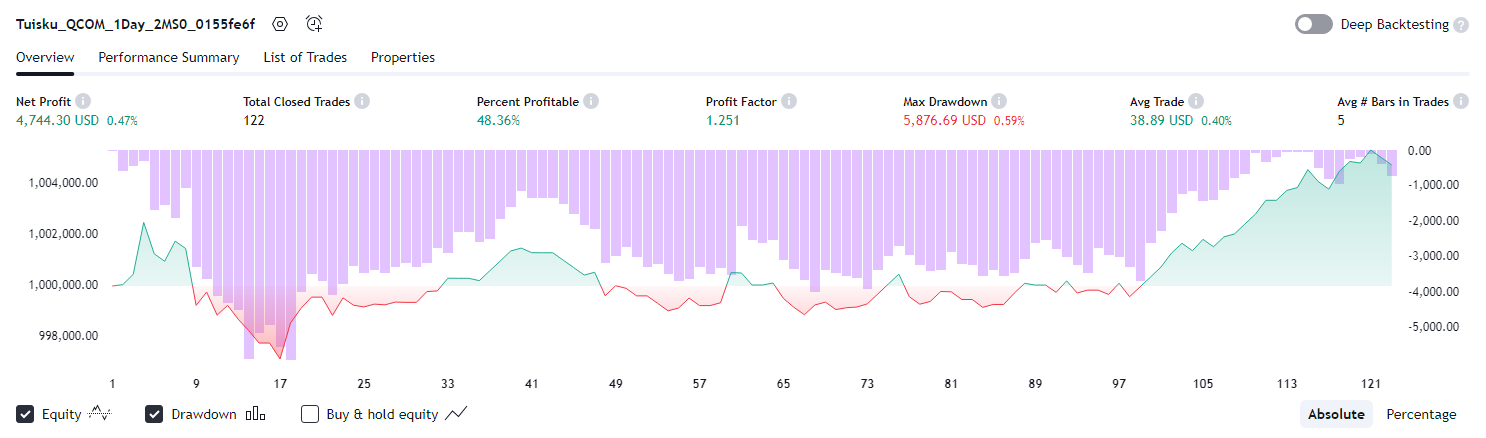 Tuisku_QCOM_1Day_2MS0_0155fe6f
Deep Backtesting ?
Overview Performance Summary List of Trades Properties
Net Profit i Total Closed Trades i Percent Profitable i Profit Factor i Max Drawdown i Avg Trade i Avg # Bars in Trades i
4,744.30 USD 0.47% 122 48.36% 1.251 5,876.69 USD 0.59% 38.89 USD 0.40% 5
0.00
1,004,000.00 -1,000.00
1,002,000.00 -2,000.00
-3,000.00
1,000,000.00 -4,000.00
998,000.00 -5,000.00
1 9 17 25 33 41 49 57 65 73 81 89 97 105 113 121
Equity Drawdown Buy & hold equity Absolute Percentage